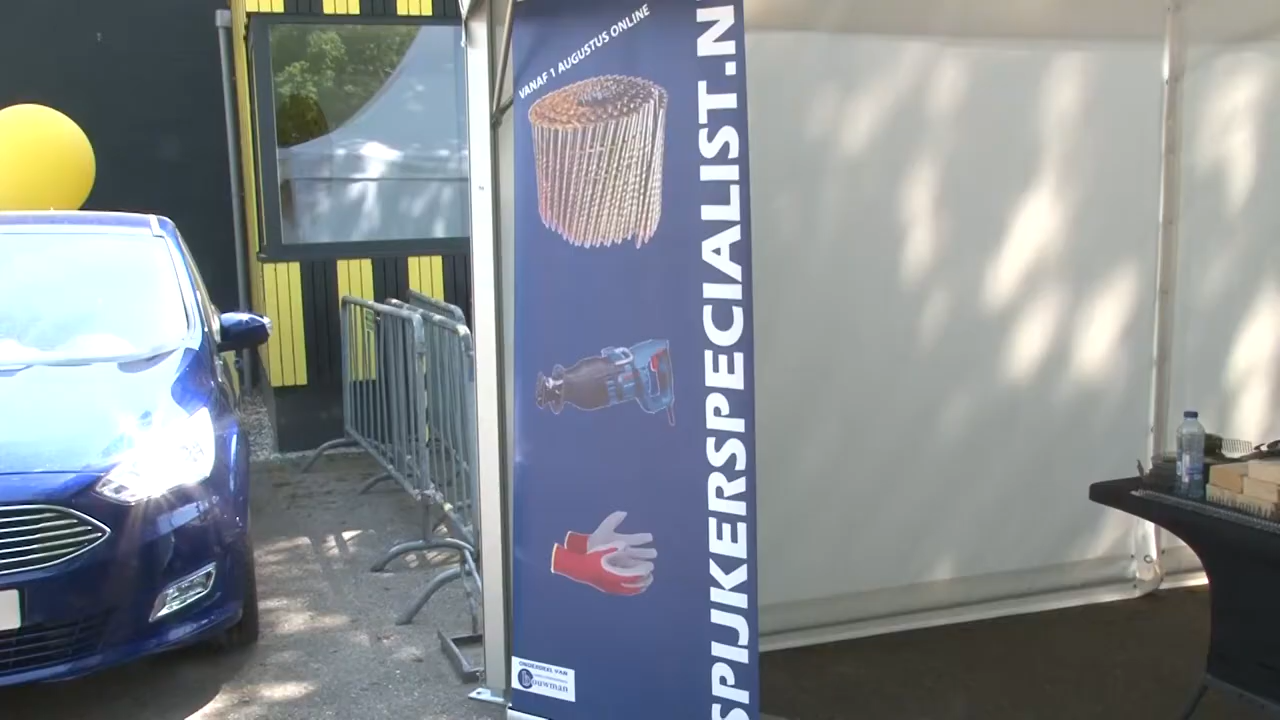 VANAF 1 AUGUSTUS ONLINE
SPIJKERSPECIALIST.N
ONDERDEEL VAN
bouwman